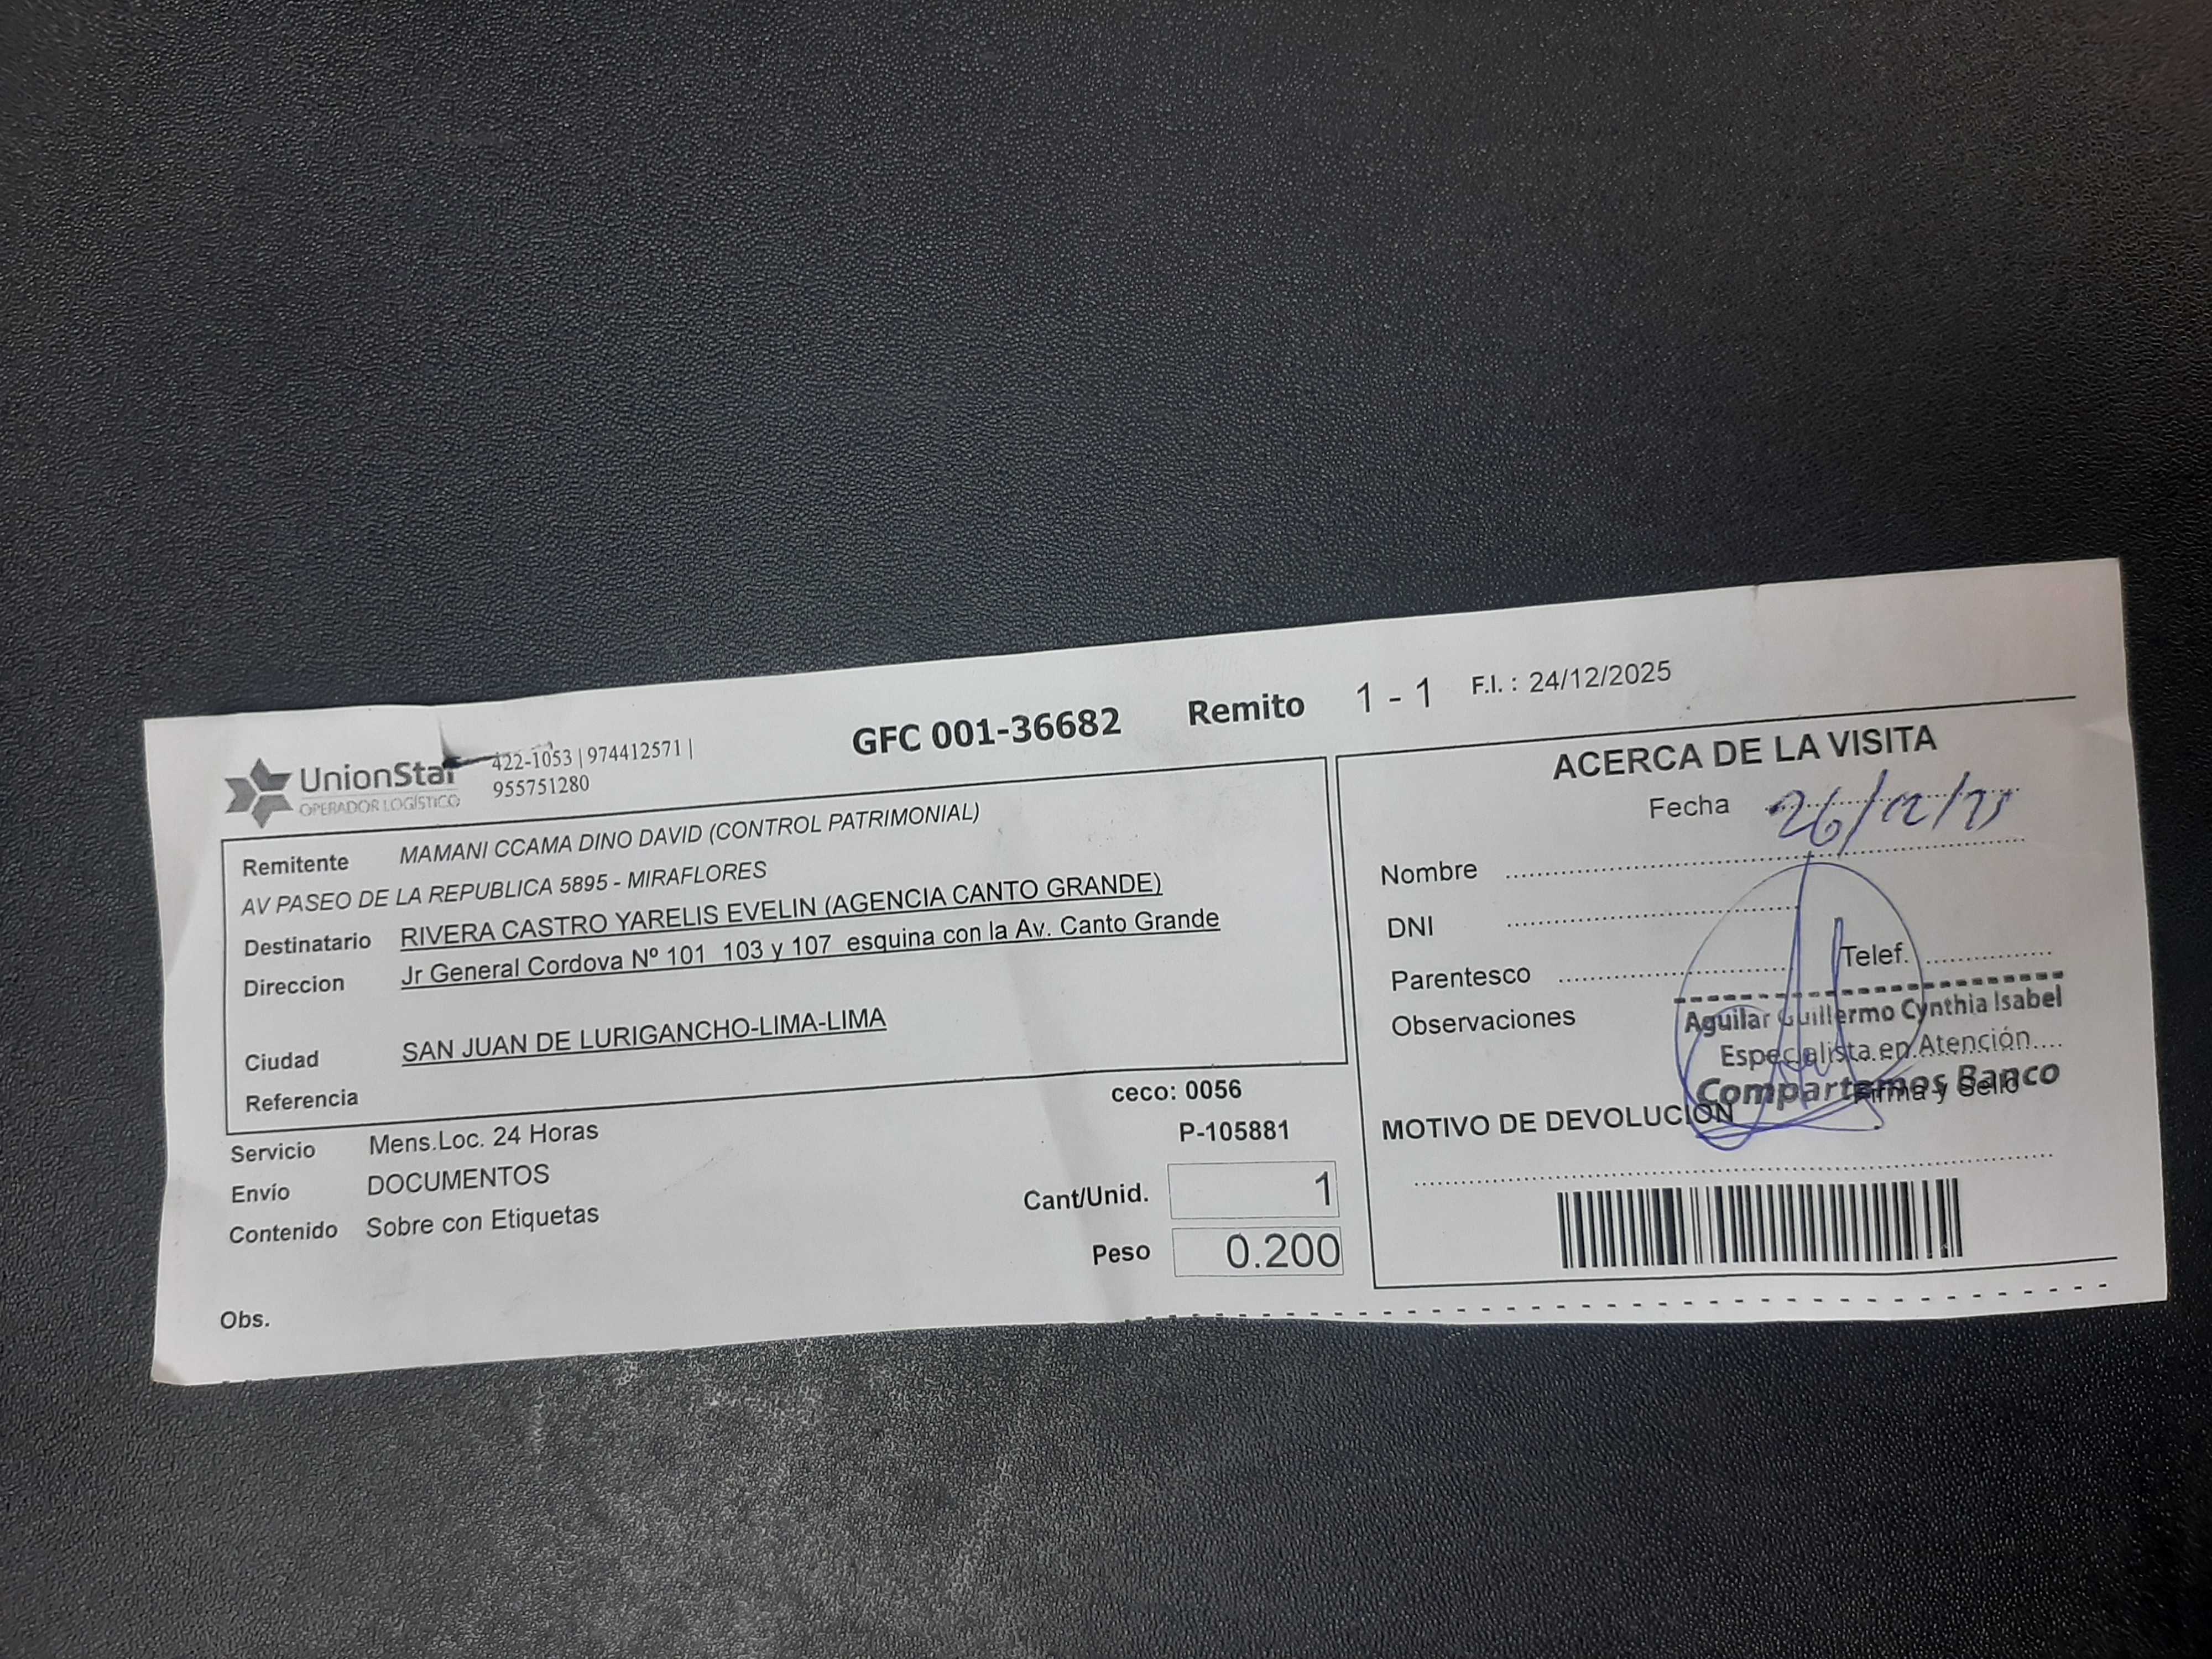 UnionStar
OPERADOR LOGÍSTICO
422-1053 | 974412571 |
955751280
GFC 001-36682 Remito 1 - 1 F.I. : 24/12/2025
Remitente MAMANI CCAMA DINO DAVID (CONTROL PATRIMONIAL)
AV PASEO DE LA REPUBLICA 5895 - MIRAFLORES
Destinatario RIVERA CASTRO YARELIS EVELIN (AGENCIA CANTO GRANDE)
Direccion Jr General Cordova Nº 101 103 y 107 esquina con la Av. Canto Grande
Ciudad SAN JUAN DE LURIGANCHO-LIMA-LIMA
Referencia
ceco: 0056
Servicio Mens.Loc. 24 Horas
P-105881
Envío DOCUMENTOS
Cant/Unid. 1
Contenido Sobre con Etiquetas
Peso 0.200
Obs.
ACERCA DE LA VISITA
Fecha 26/12/25
Nombre
DNI
Parentesco Telef.
Observaciones
Aguilar Guillermo Cynthia Isabel
Especialista en Atención
Compartamos Banco
Firma y Sello
MOTIVO DE DEVOLUCIÓN